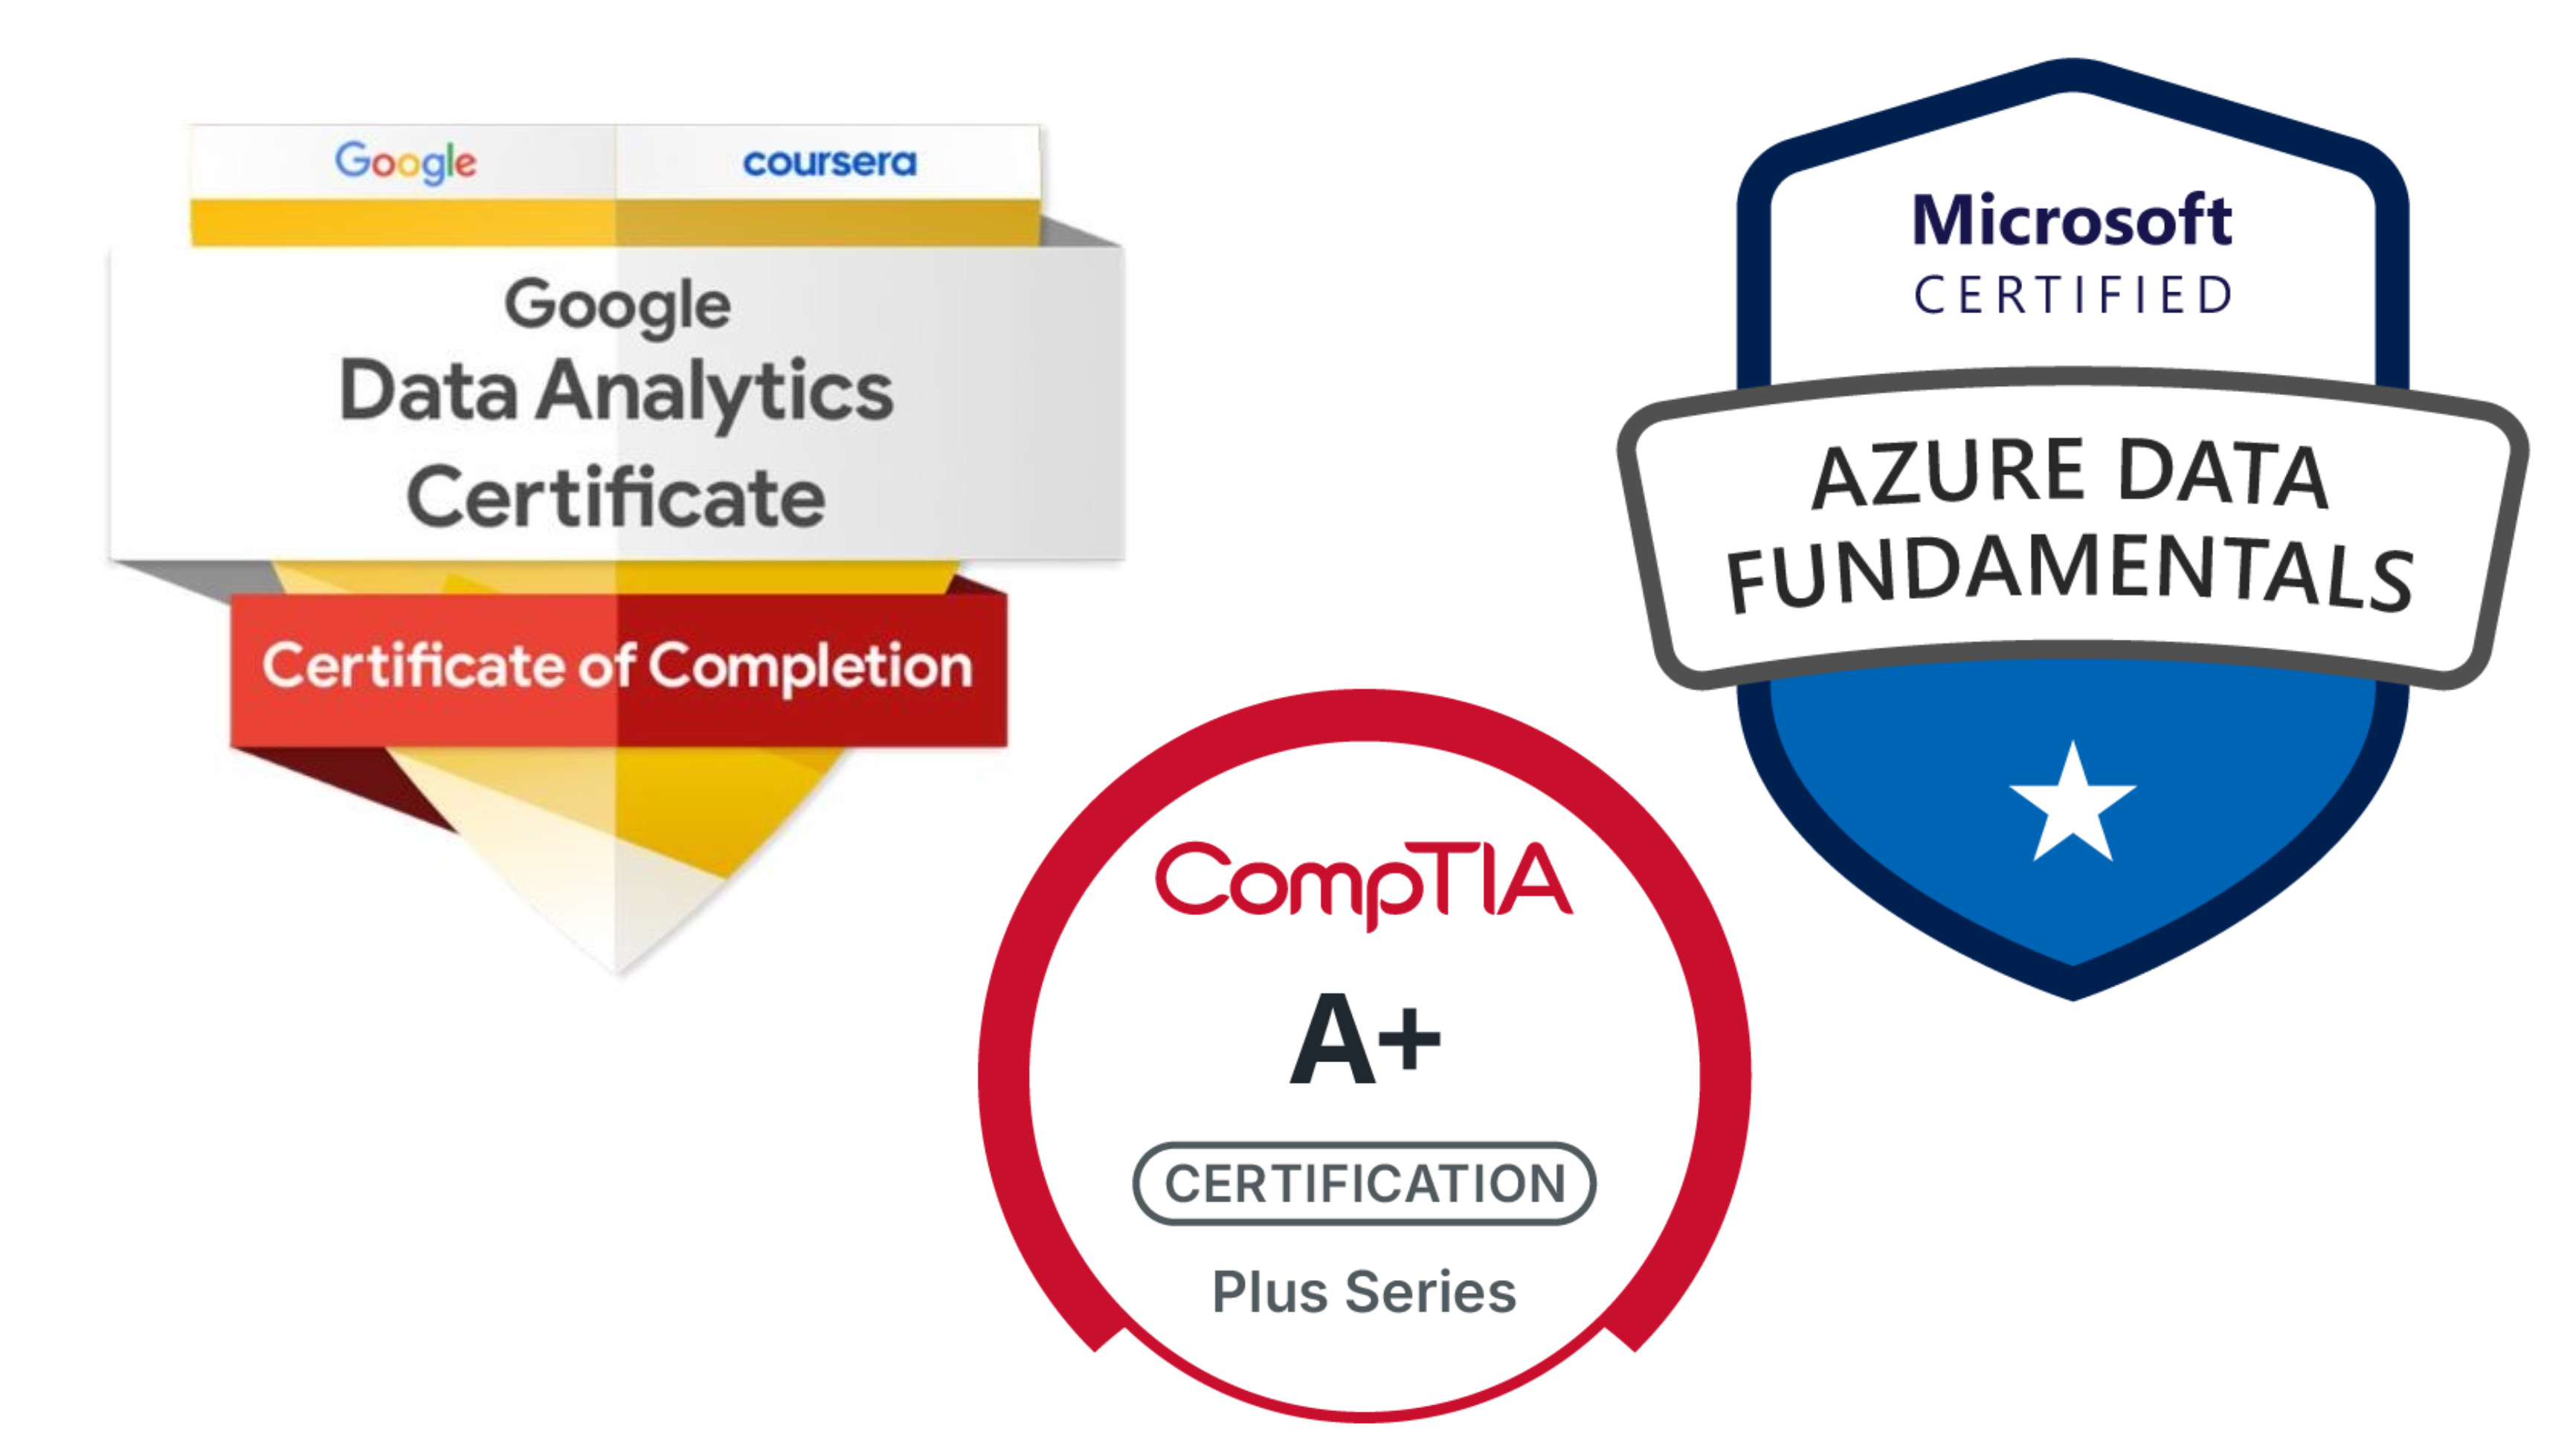 Google
coursera
Google
Data Analytics
Certificate
Certificate of Completion
Microsoft
CERTIFIED
AZURE DATA
FUNDAMENTALS
CompTIA
A+
CERTIFICATION
Plus Series